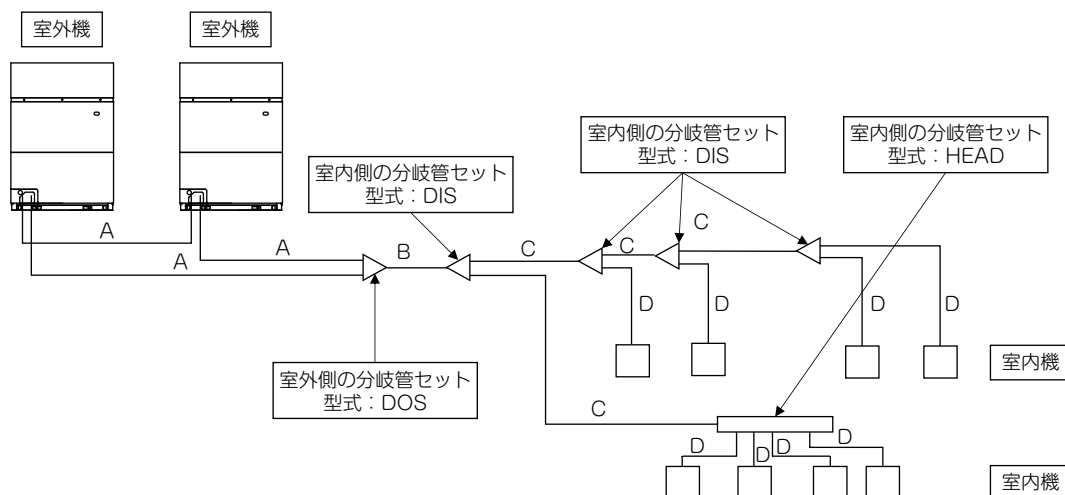 室外機
室外機
室内側の分岐管セット
型式：DIS
室内側の分岐管セット
型式：HEAD
室内側の分岐管セット
型式：DIS
A
A
A
B
C
C
C
D
D
D
D
室内機
室外側の分岐管セット
型式：DOS
C
D
D
D
D
室内機